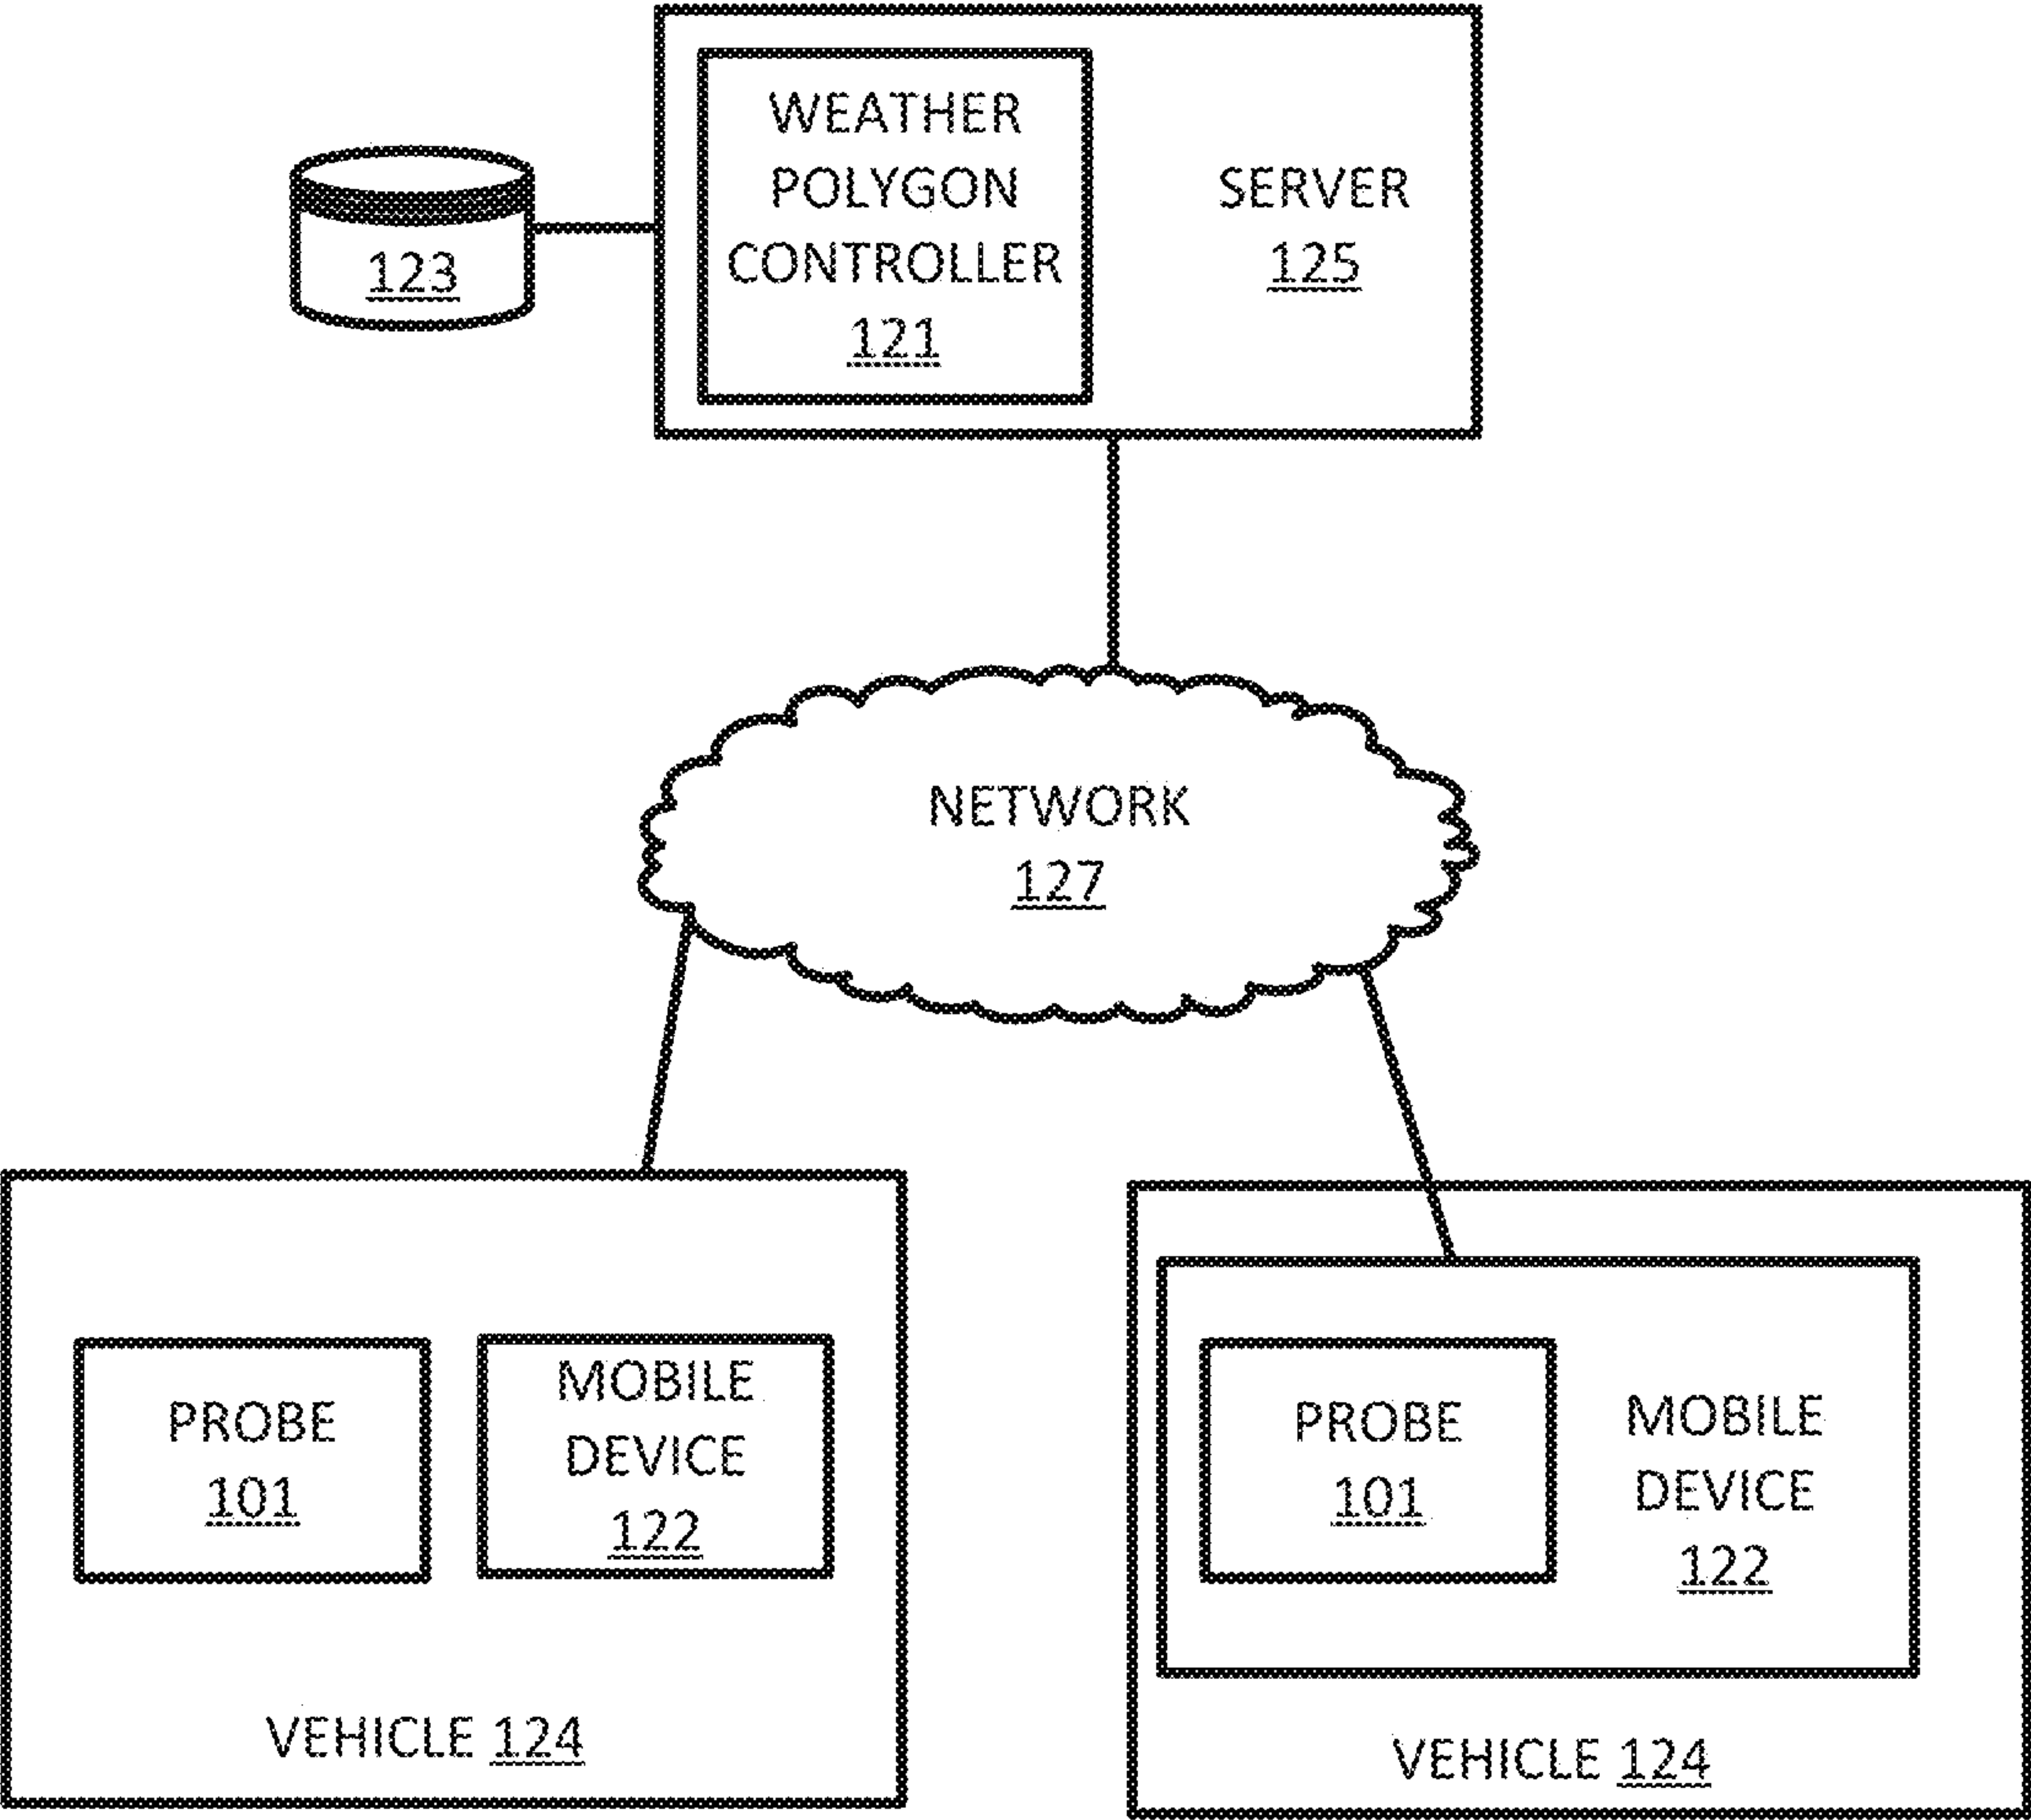 WEATHER
POLYGON
CONTROLLER
121
SERVER
125
123
NETWORK
127
PROBE
101
MOBILE
DEVICE
122
VEHICLE 124
PROBE
101
MOBILE
DEVICE
122
VEHICLE 124